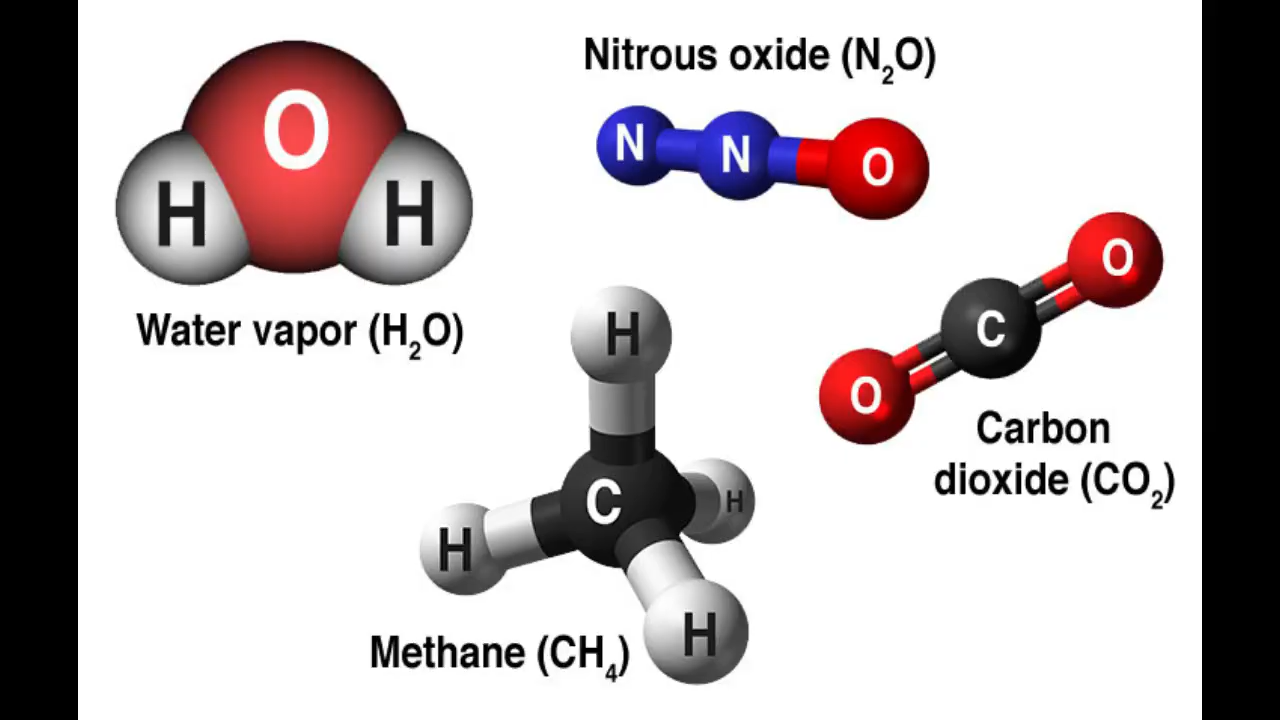 O
H H
Water vapor (H₂O)
Nitrous oxide (N₂O)
N N O
O
C
O
Carbon
dioxide (CO₂)
H
C
H
H
H
Methane (CH₄)